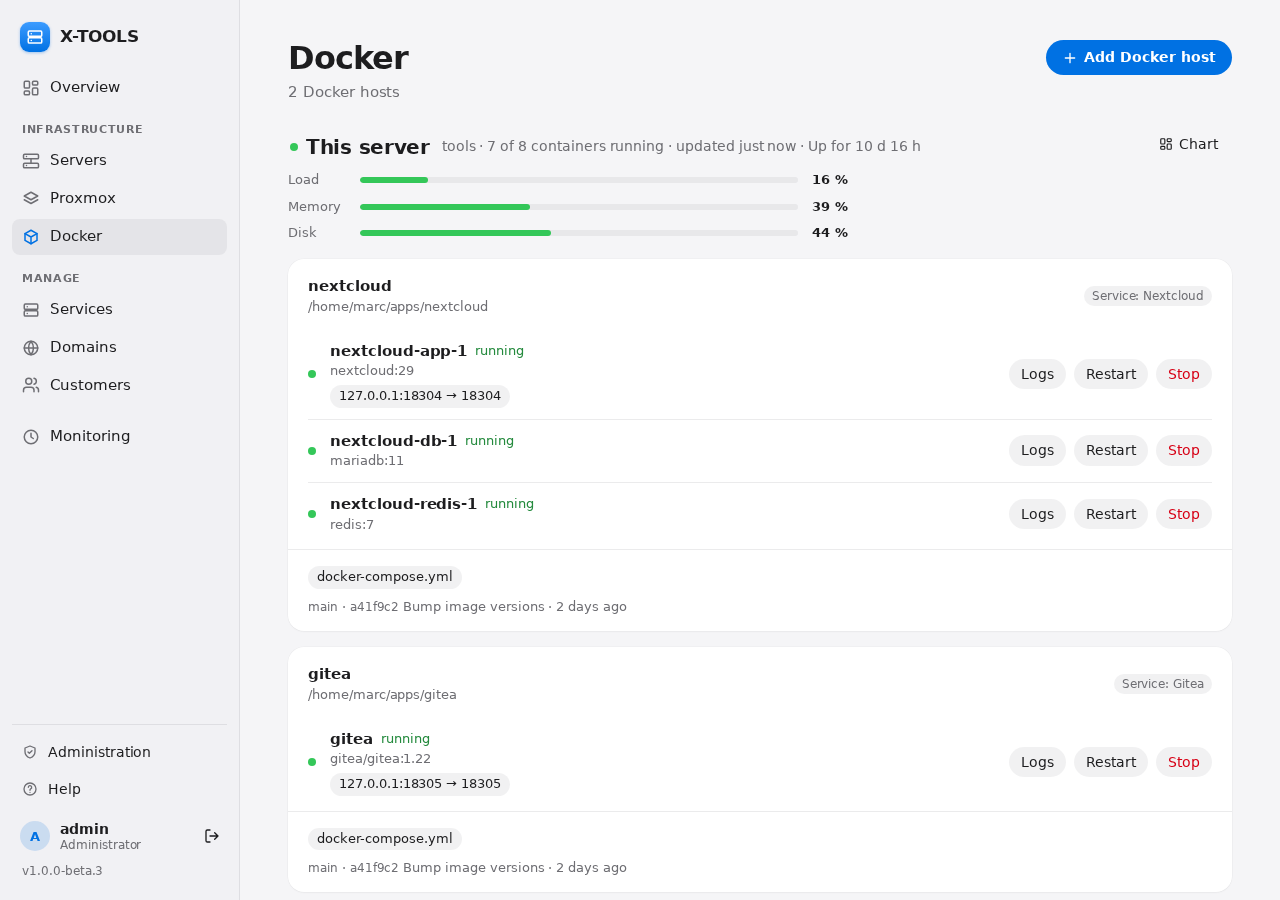 X-TOOLS
Overview
INFRASTRUCTURE
Servers
Proxmox
Docker
MANAGE
Services
Domains
Customers
Monitoring
Administration
Help
A
admin
Administrator
v1.0.0-beta.3
Docker
2 Docker hosts
+ Add Docker host
This server tools · 7 of 8 containers running · updated just now · Up for 10 d 16 h
Chart
Load 16 %
Memory 39 %
Disk 44 %
nextcloud
/home/marc/apps/nextcloud
Service: Nextcloud
nextcloud-app-1 running
nextcloud:29
127.0.0.1:18304 → 18304
Logs Restart Stop
nextcloud-db-1 running
mariadb:11
Logs Restart Stop
nextcloud-redis-1 running
redis:7
Logs Restart Stop
docker-compose.yml
main · a41f9c2 Bump image versions · 2 days ago
gitea
/home/marc/apps/gitea
Service: Gitea
gitea running
gitea/gitea:1.22
127.0.0.1:18305 → 18305
Logs Restart Stop
docker-compose.yml
main · a41f9c2 Bump image versions · 2 days ago